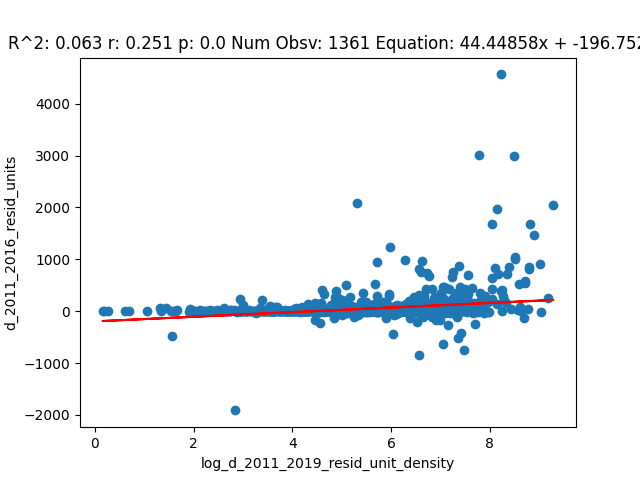 R^2: 0.063 r: 0.251 p: 0.0 Num Obsv: 1361 Equation: 44.44858x + -196.752
4000
3000
2000
1000
0
−1000
−2000
d_2011_2016_resid_units
0 2 4 6 8
log_d_2011_2019_resid_unit_density